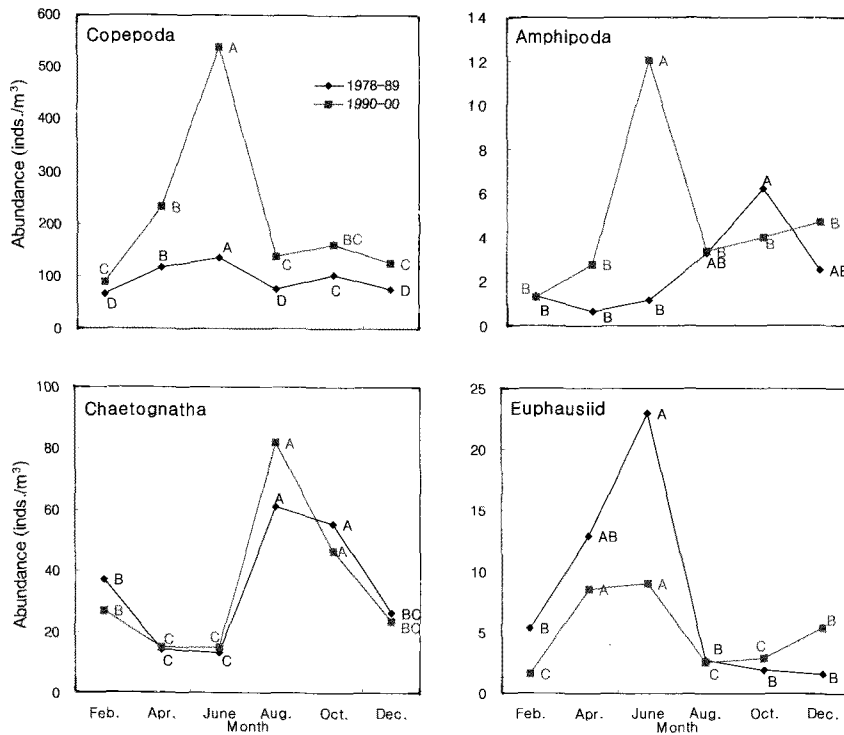 Copepoda
Abundance (inds./m³)
600
500
400
300
200
100
0
1978-89
1990-00
C
B
A
C
BC
C
D
B
A
D
C
D
Amphipoda
14
12
10
8
6
4
2
0
B
B
A
B
B
B
B
B
B
AB
A
AB
Chaetognatha
Abundance (inds./m³)
100
80
60
40
20
0
B
C
C
A
A
BC
B
C
C
A
A
BC
Feb.
Apr.
June
Aug.
Oct.
Dec.
Month
Euphausiid
25
20
15
10
5
0
B
AB
A
B
B
B
C
A
A
C
C
B
Feb.
Apr.
June
Aug.
Oct.
Dec.
Month